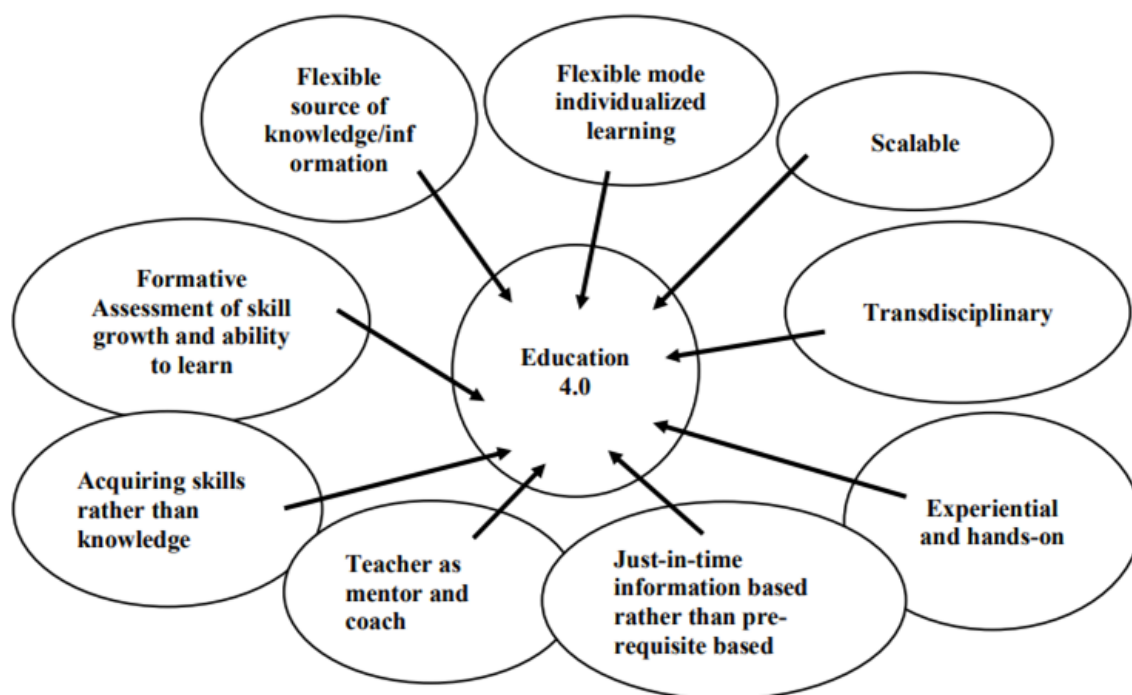 Flexible
source of
knowledge/inf
ormation
Flexible mode
individualized
learning
Scalable
Formative
Assessment of skill
growth and ability
to learn
Education
4.0
Transdisciplinary
Acquiring skills
rather than
knowledge
Teacher as
mentor and
coach
Just-in-time
information based
rather than pre-
requisite based
Experiential
and hands-on